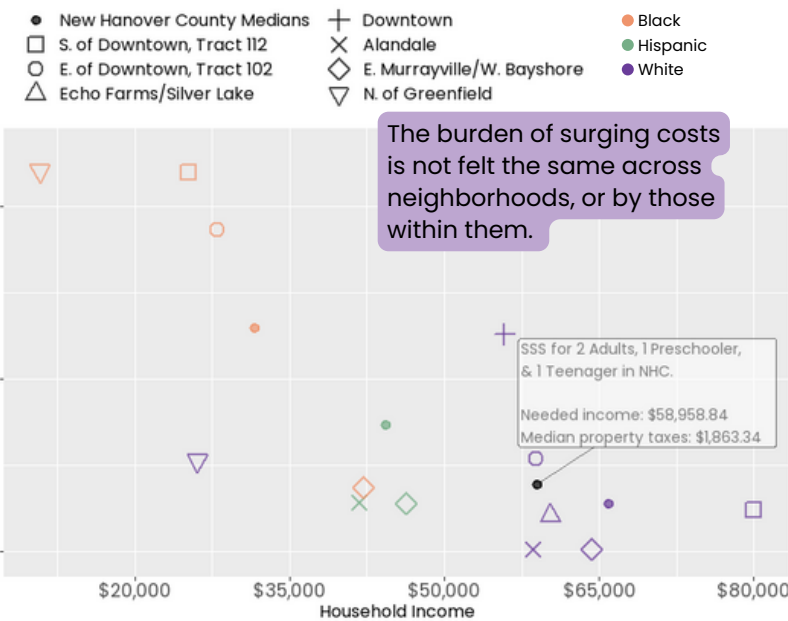 New Hanover County Medians
S. of Downtown, Tract 112
E. of Downtown, Tract 102
Echo Farms/Silver Lake
Downtown
Alandale
E. Murrayville/W. Bayshore
N. of Greenfield
Black
Hispanic
White
The burden of surging costs
is not felt the same across
neighborhoods, or by those
within them.
SSS for 2 Adults, 1 Preschooler,
& 1 Teenager in NHC.
Needed income: $58,958.84
Median property taxes: $1,863.34
$20,000
$35,000
$50,000
$65,000
$80,000
Household Income